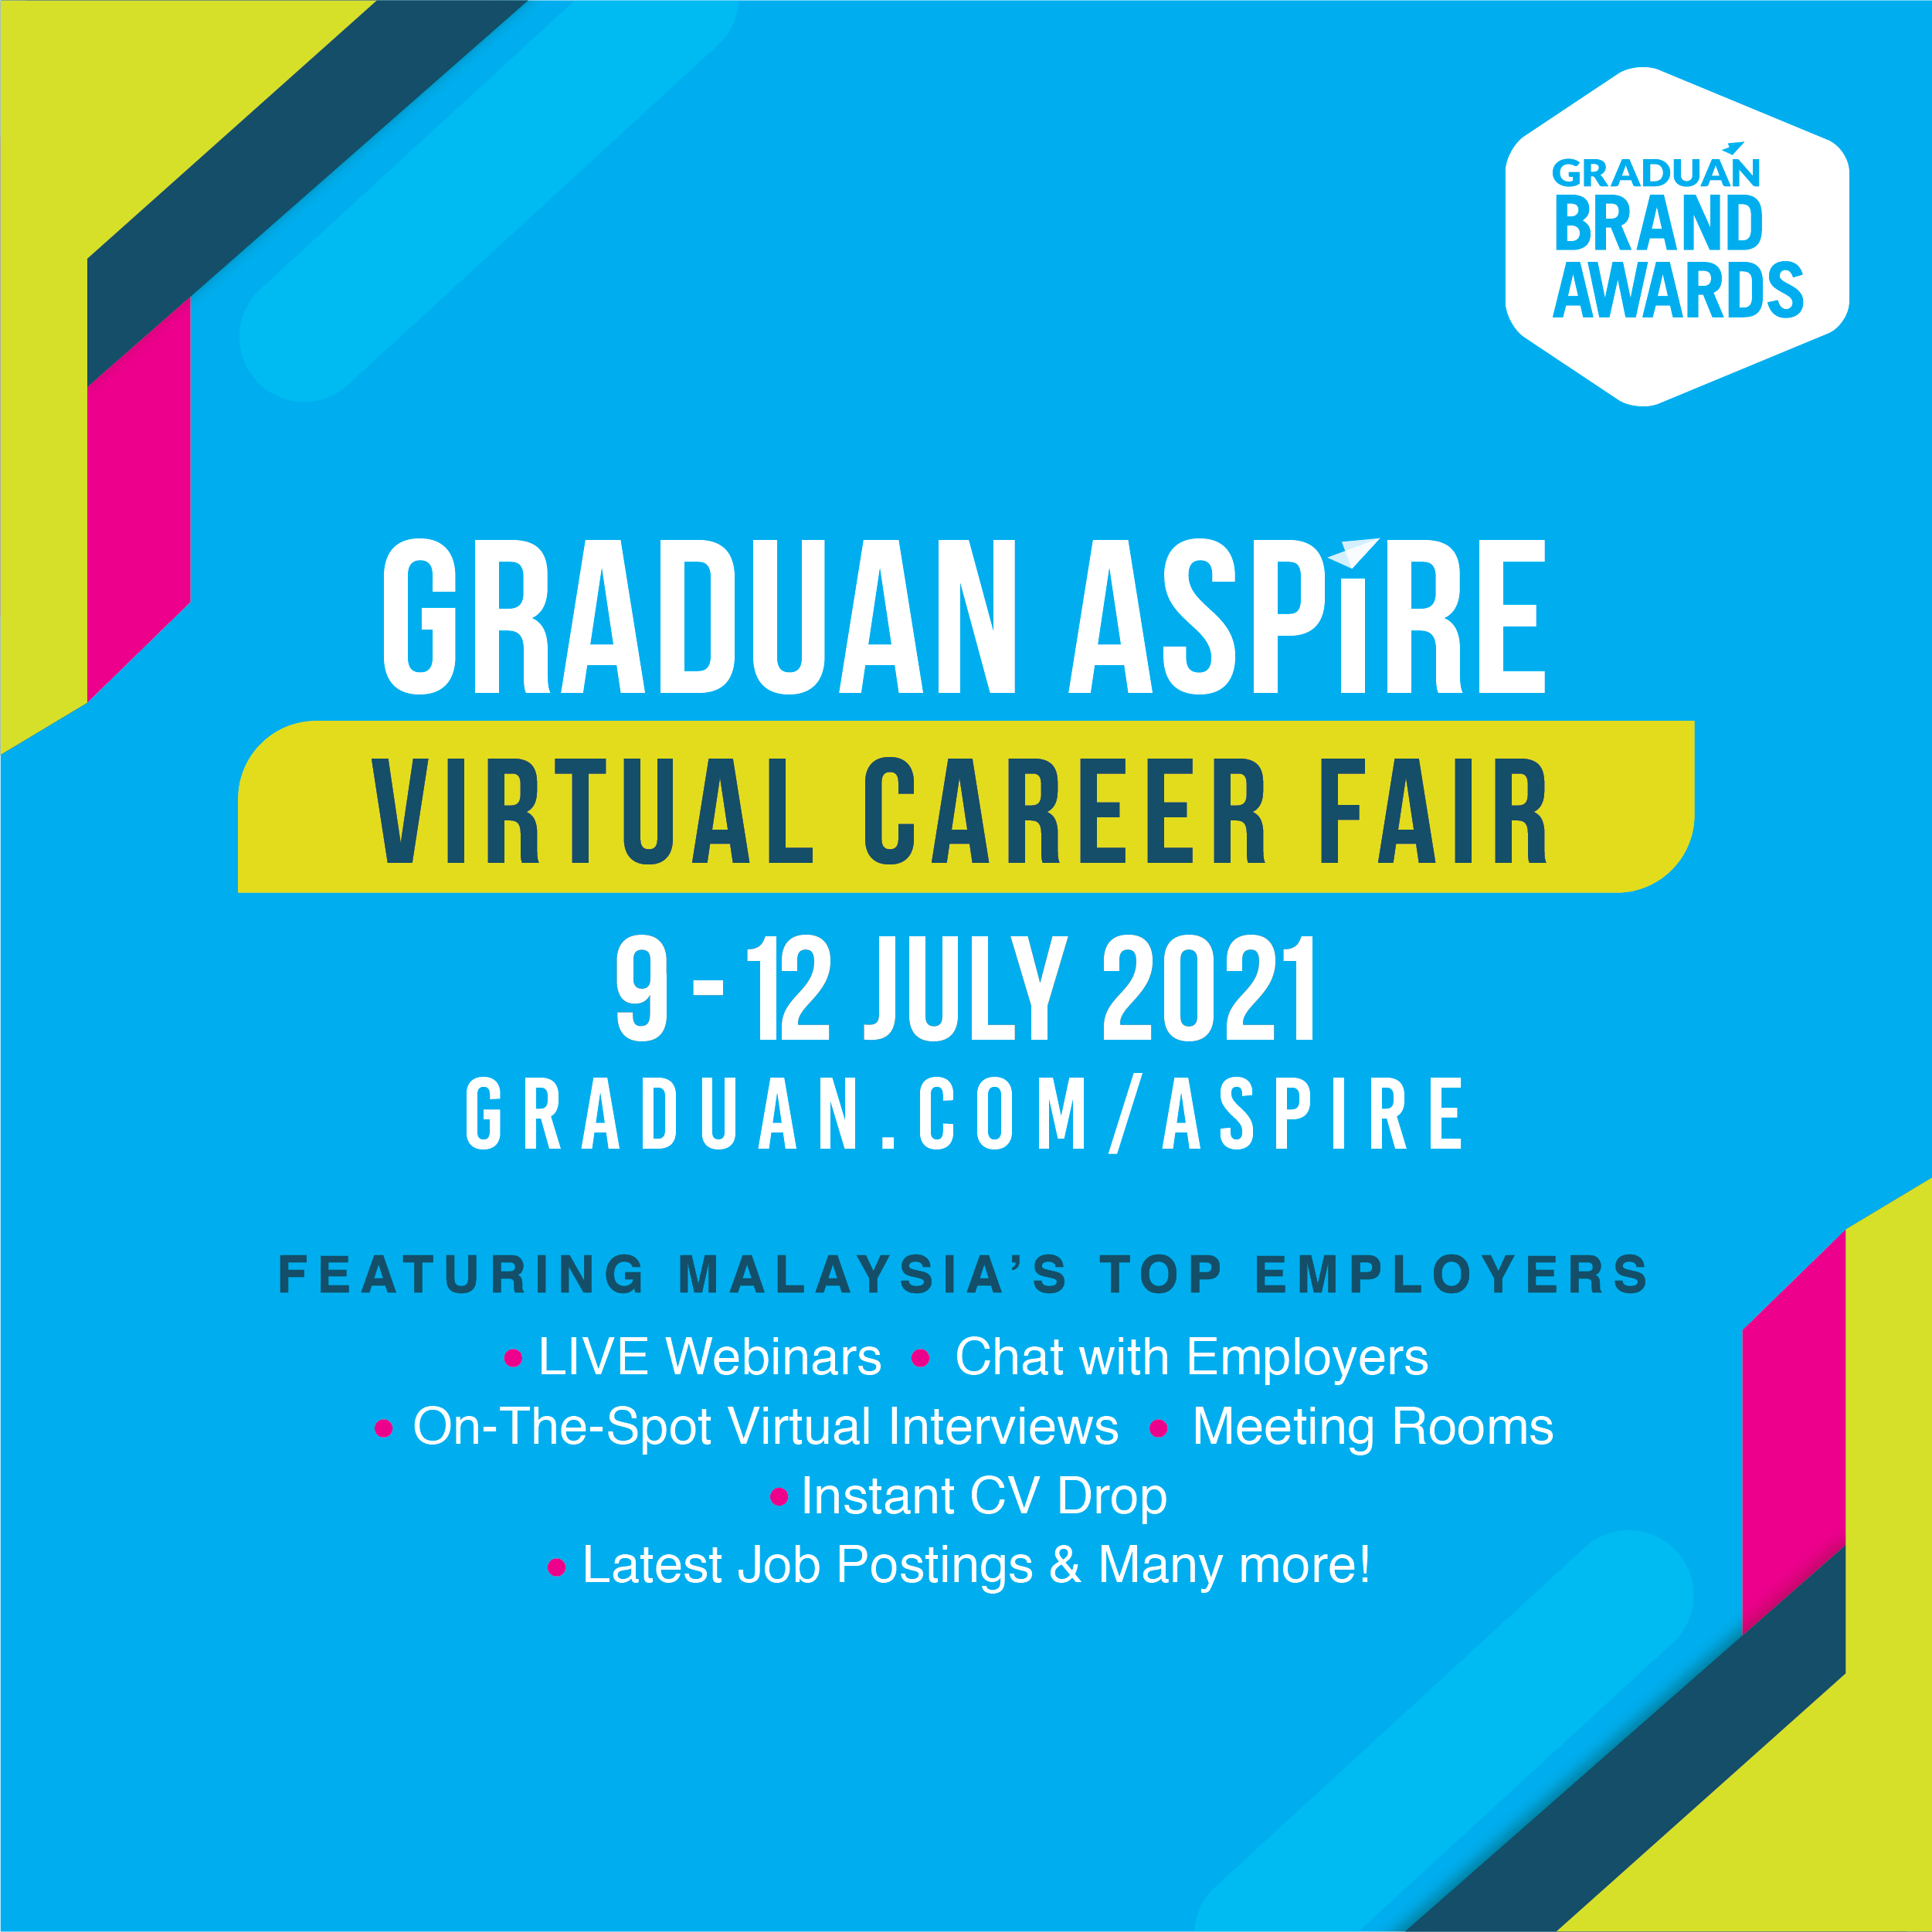 GRADUAN
BRAND
AWARDS
GRADUAN ASPiRE
VIRTUAL CAREER FAIR
9 - 12 JULY 2021
GRADUAN.COM/ASPIRE
FEATURING MALAYSIA'S TOP EMPLOYERS
• LIVE Webinars • Chat with Employers
• On-The-Spot Virtual Interviews • Meeting Rooms
• Instant CV Drop
• Latest Job Postings & Many more!